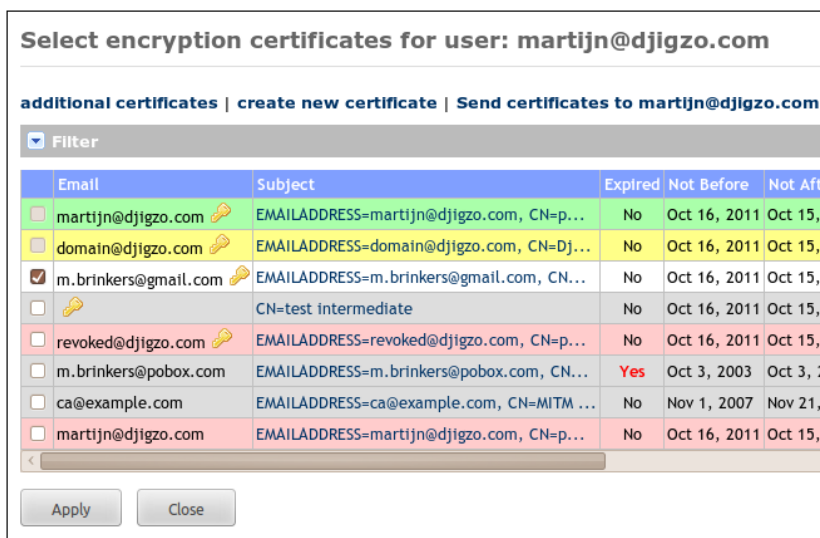 Select encryption certificates for user: martijn@djigzo.com
additional certificates | create new certificate | Send certificates to martijn@djigzo.com
Filter
Email Subject Expired Not Before Not Aft
martijn@djigzo.com EMAILADDRESS=martijn@djigzo.com, CN=p... No Oct 16, 2011 Oct 15,
domain@djigzo.com EMAILADDRESS=domain@djigzo.com, CN=Dj... No Oct 16, 2011 Oct 15,
m.brinkers@gmail.com EMAILADDRESS=m.brinkers@gmail.com, CN... No Oct 16, 2011 Oct 15,
CN=test intermediate No Oct 16, 2011 Oct 15,
revoked@djigzo.com EMAILADDRESS=revoked@djigzo.com, CN=p... No Oct 16, 2011 Oct 15,
m.brinkers@pobox.com EMAILADDRESS=m.brinkers@pobox.com, CN... Yes Oct 3, 2003 Oct 3, 2
ca@example.com EMAILADDRESS=ca@example.com, CN=MITM ... No Nov 1, 2007 Nov 21,
martijn@djigzo.com EMAILADDRESS=martijn@djigzo.com, CN=p... No Oct 16, 2011 Oct 15,
Apply Close